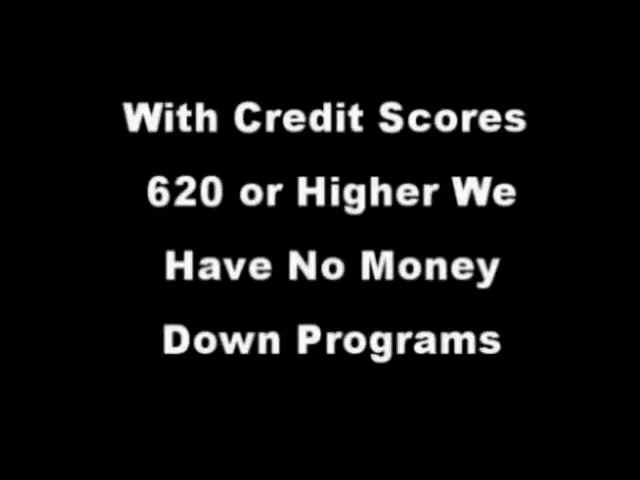 With Credit Scores
620 or Higher We
Have No Money
Down Programs